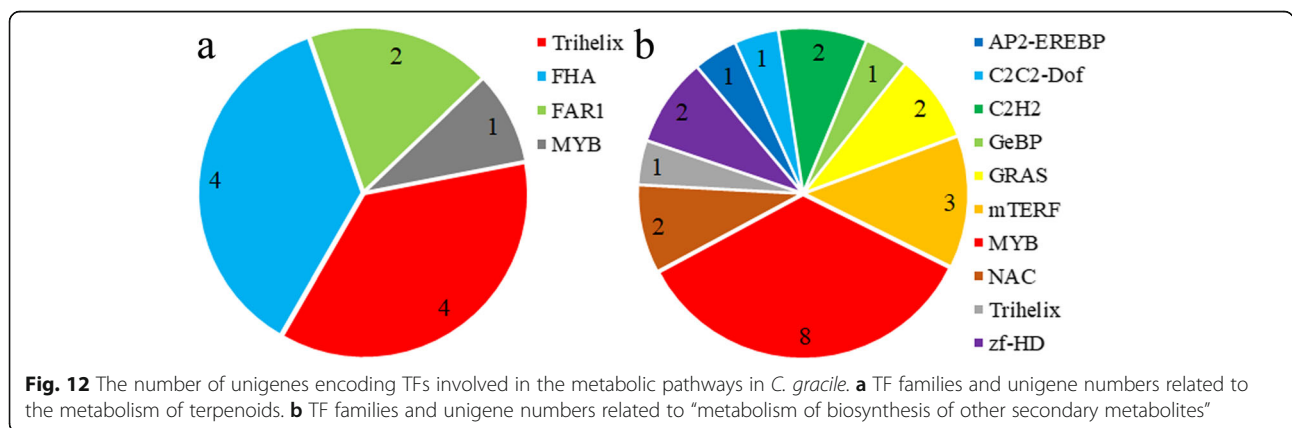 a
2
1
4
4
Trihelix
FHA
FAR1
MYB
b
1
1
2
1
2
3
8
2
1
2
AP2-EREBP
C2C2-Dof
C2H2
GeBP
GRAS
mTERF
MYB
NAC
Trihelix
zf-HD
Fig. 12 The number of unigenes encoding TFs involved in the metabolic pathways in C. gracile. a TF families and unigene numbers related to
the metabolism of terpenoids. b TF families and unigene numbers related to “metabolism of biosynthesis of other secondary metabolites”